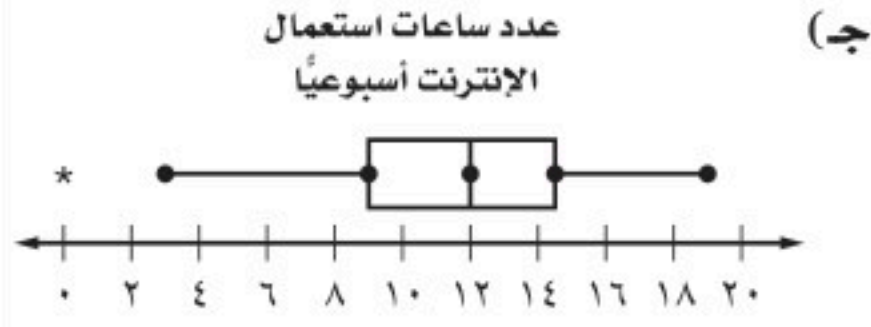 جـ)
عدد ساعات استعمال
الإنترنت أسبوعيًّا
*
٠ ٢ ٤ ٦ ٨ ١٠ ١٢ ١٤ ١٦ ١٨ ٢٠